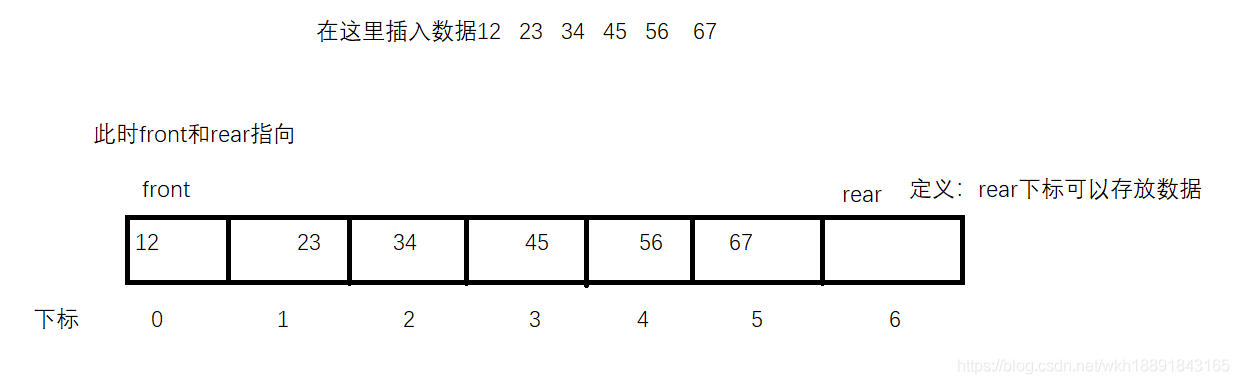 在这里插入数据12 23 34 45 56 67
此时front和rear指向
front rear 定义：rear下标可以存放数据
12 23 34 45 56 67
下标 0 1 2 3 4 5 6
https://blog.csdn.net/wkh18891843165